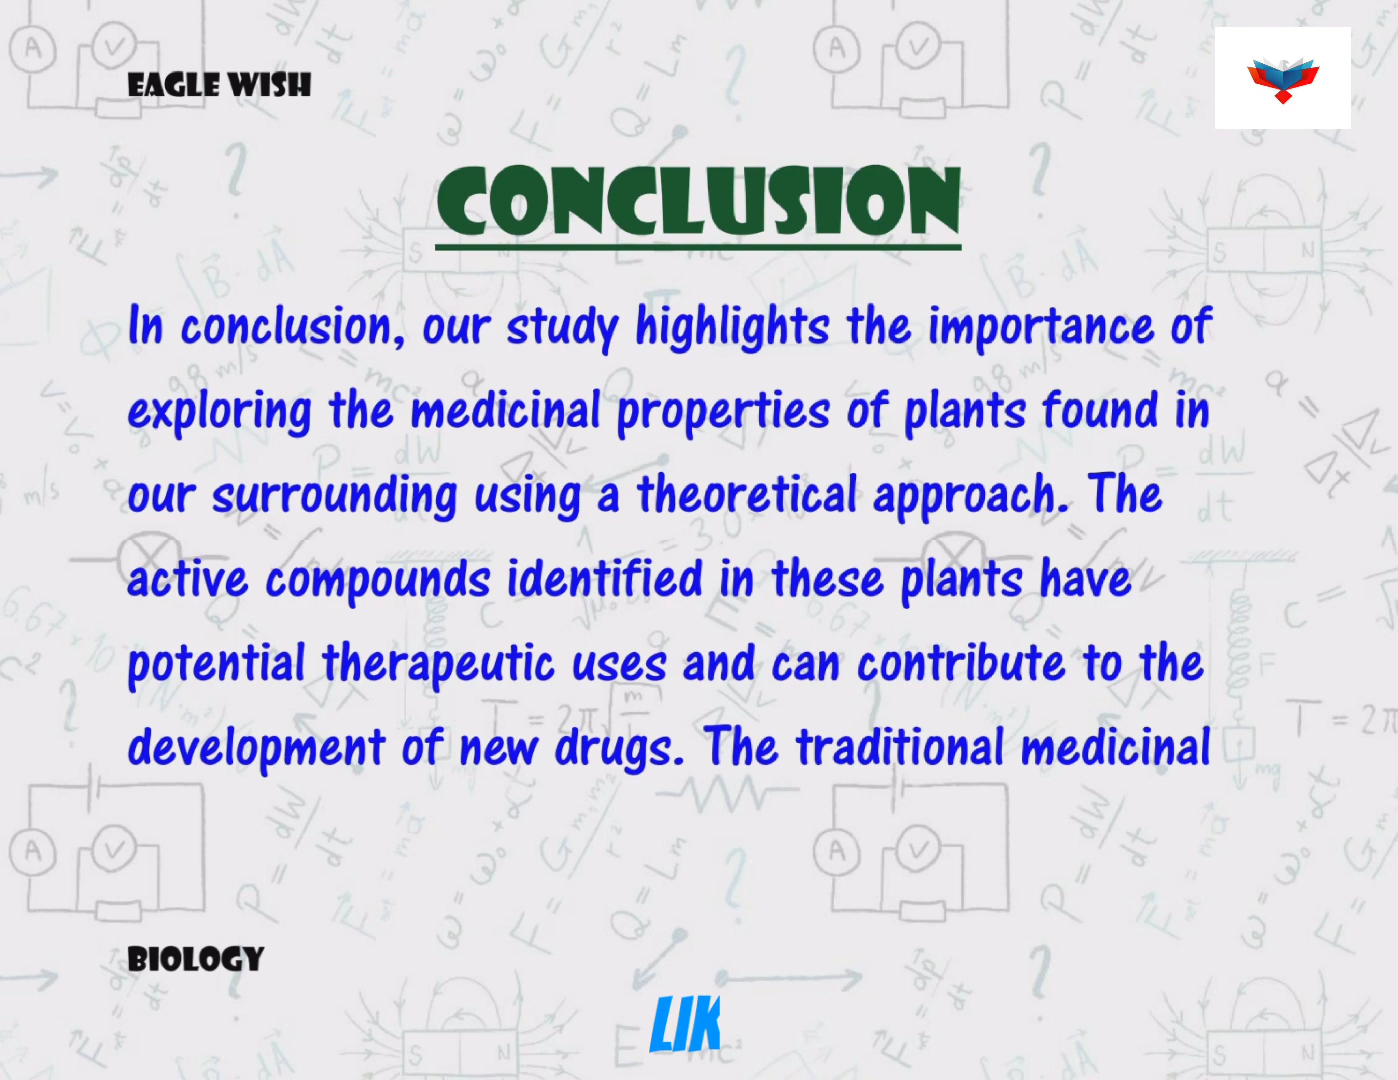 EAGLE WISH
CONCLUSION
In conclusion, our study highlights the importance of
exploring the medicinal properties of plants found in
our surrounding using a theoretical approach. The
active compounds identified in these plants have
potential therapeutic uses and can contribute to the
development of new drugs. The traditional medicinal
BIOLOGY
LIK